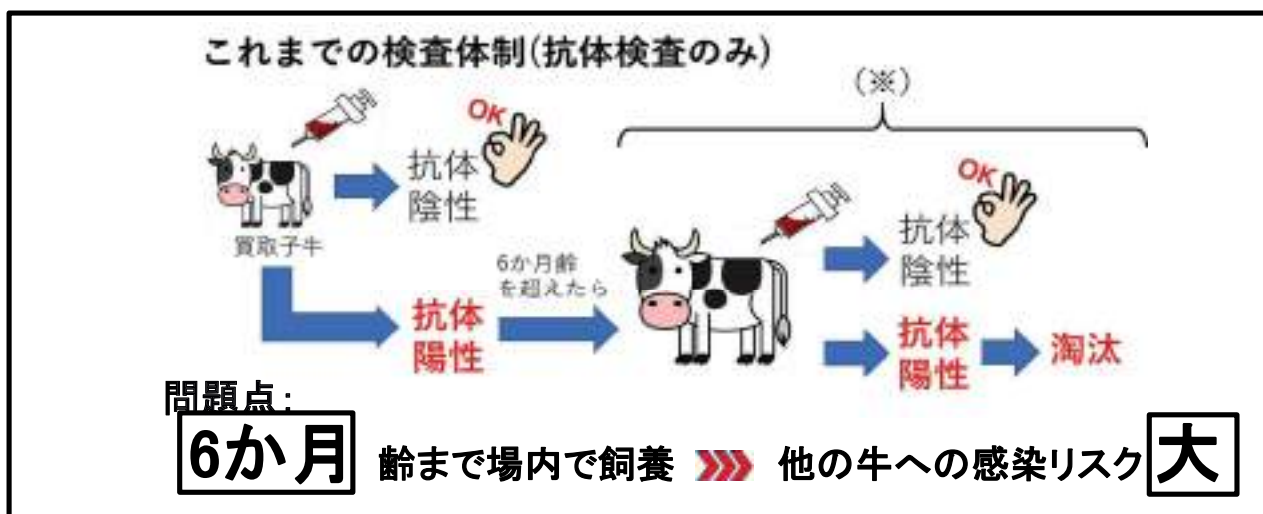 これまでの検査体制(抗体検査のみ)
(※)
OK
抗体
陰性
買取子牛
抗体
陽性
6か月齢
を超えたら
OK
抗体
陰性
抗体
陽性
淘汰
問題点:
6か月 齢まで場内で飼養 他の牛への感染リスク 大